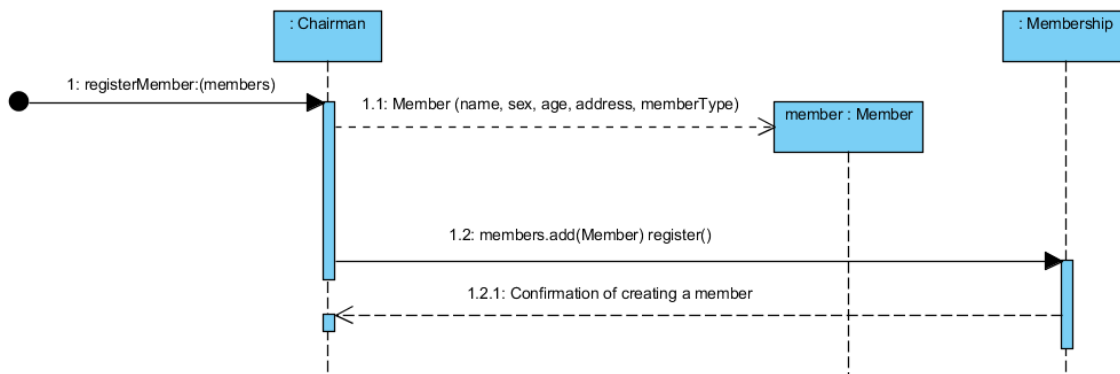 : Chairman
: Membership
1: registerMember:(members)
1.1: Member (name, sex, age, address, memberType)
member : Member
1.2: members.add(Member) register()
1.2.1: Confirmation of creating a member